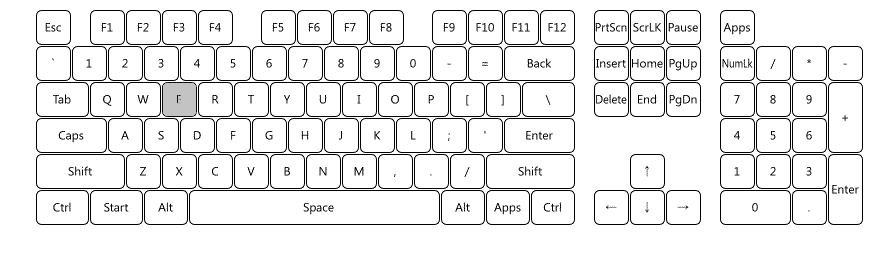 Esc F1 F2 F3 F4 F5 F6 F7 F8 F9 F10 F11 F12 PrtScn ScrLK Pause Apps
` 1 2 3 4 5 6 7 8 9 0 - = Back Insert Home PgUp NumLk / * -
Tab Q W R T Y U I O P [ ] \ Delete End PgDn 7 8 9 +
Caps A S D F G H J K L ; ' Enter 4 5 6
Shift Z X C V B N M , . / Shift ↑ 1 2 3 Enter
Ctrl Start Alt Space Alt Apps Ctrl ← ↓ → 0 .